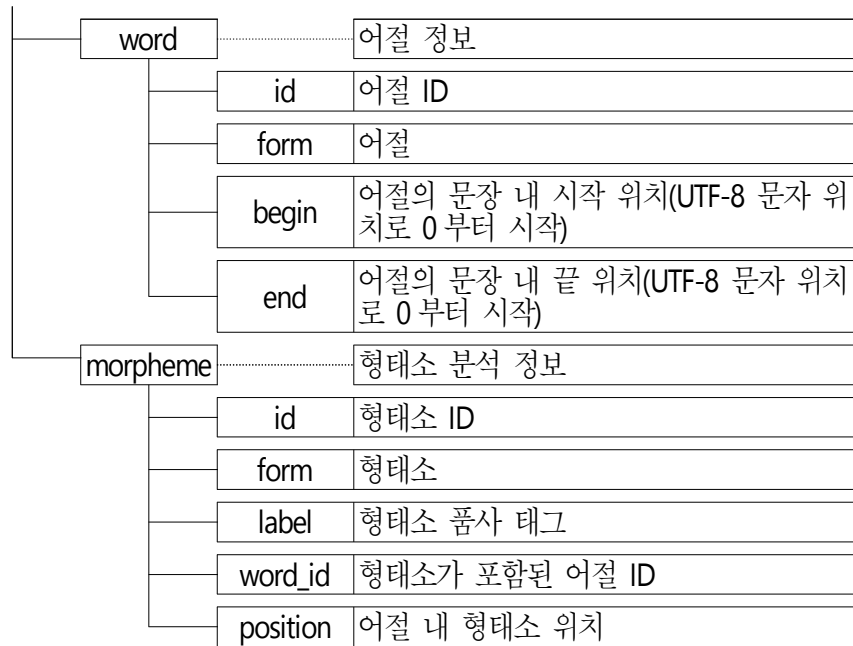 word 어절 정보
id 어절 ID
form 어절
begin 어절의 문장 내 시작 위치(UTF-8 문자 위
치로 0부터 시작)
end 어절의 문장 내 끝 위치(UTF-8 문자 위치
로 0부터 시작)
morpheme 형태소 분석 정보
id 형태소 ID
form 형태소
label 형태소 품사 태그
word_id 형태소가 포함된 어절 ID
position 어절 내 형태소 위치